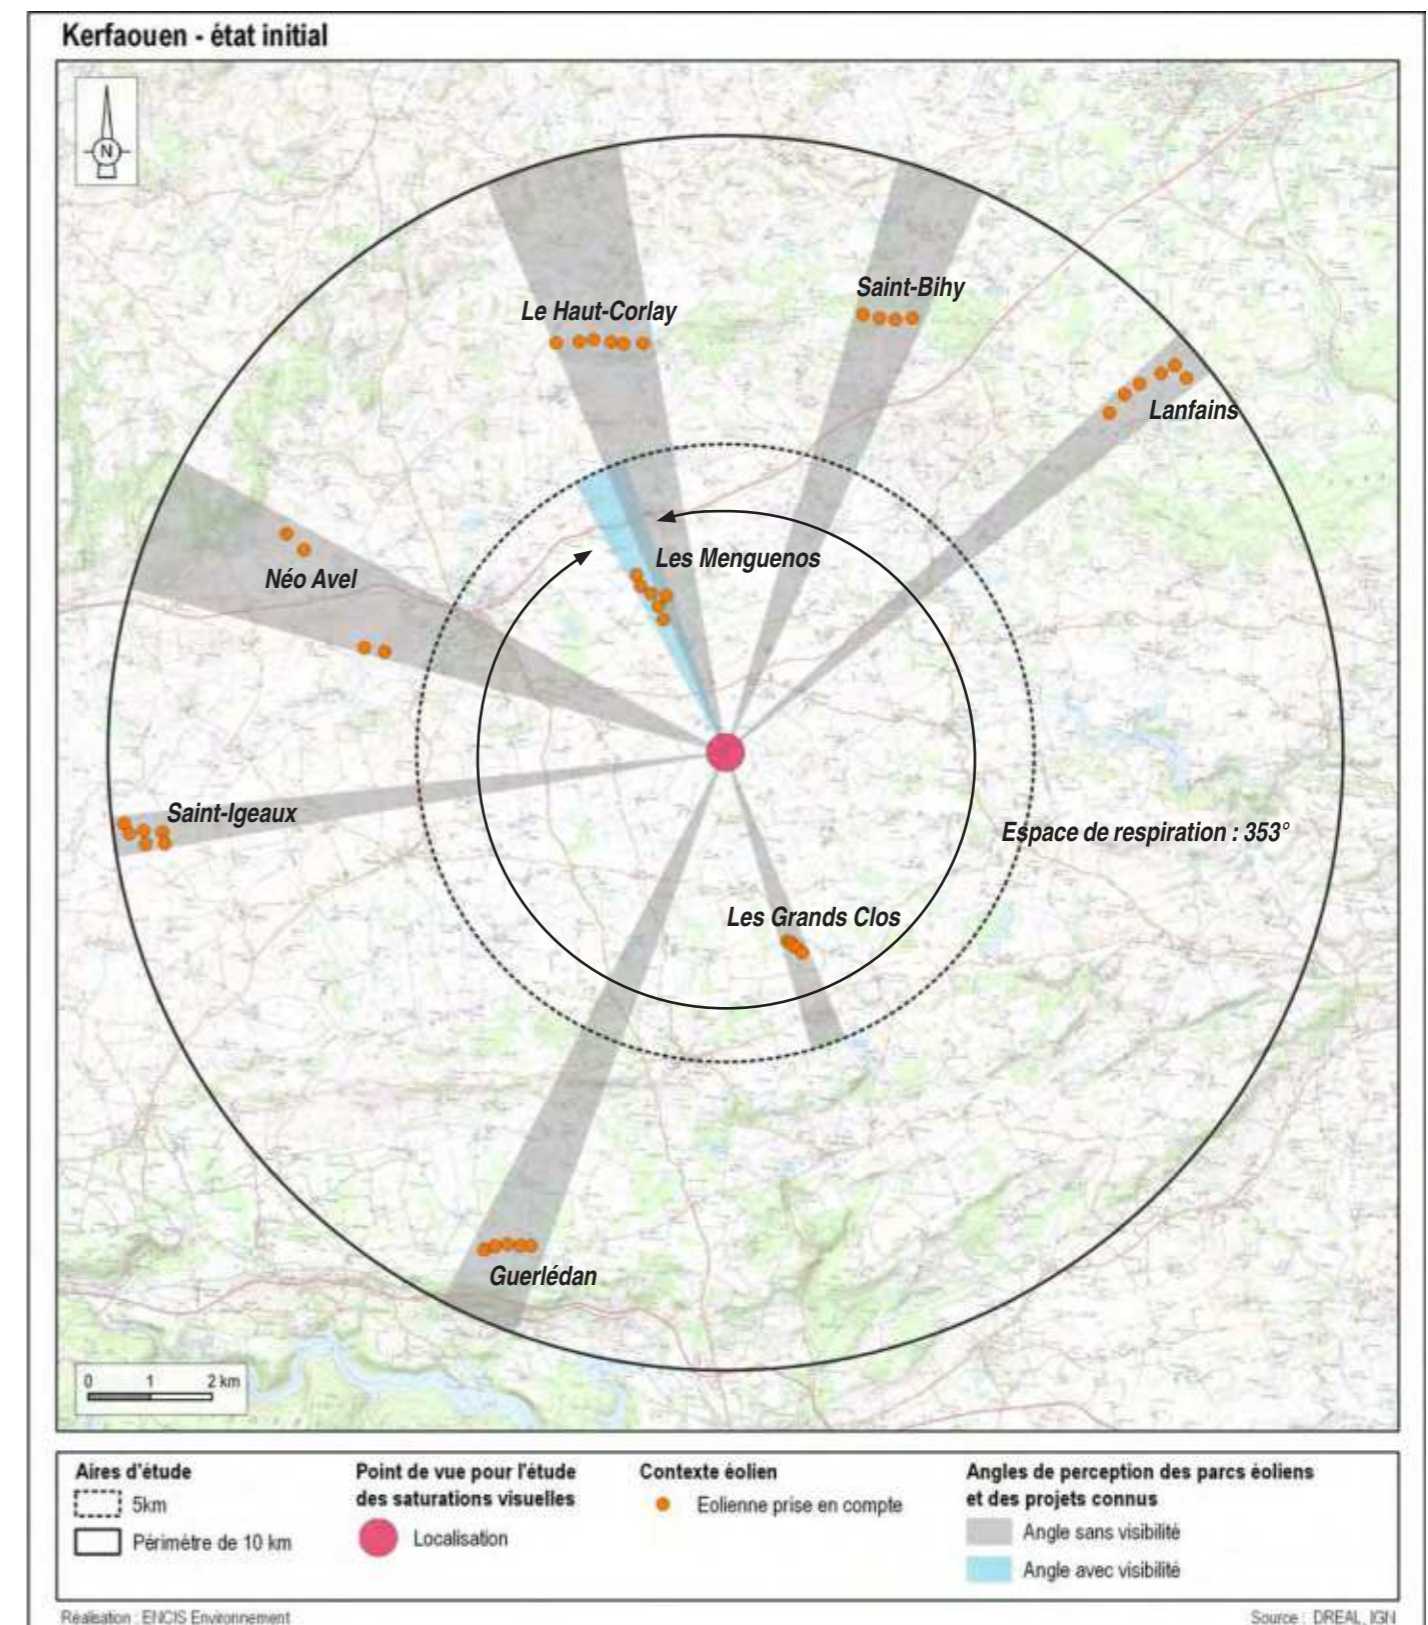 Kerfaouen - état initial
N
Saint-Bihy
Le Haut-Corlay
Lanfains
Les Menguenos
Néo Avel
Saint-Igeaux
Espace de respiration : 353°
Les Grands Clos
Guerlédan
0 1 2 km
Aires d'étude
5km
Périmètre de 10 km
Point de vue pour l'étude
des saturations visuelles
Localisation
Contexte éolien
Eolienne prise en compte
Angles de perception des parcs éoliens
et des projets connus
Angle sans visibilité
Angle avec visibilité
Réalisation : ENCIS Environnement
Source : DREAL, IGN